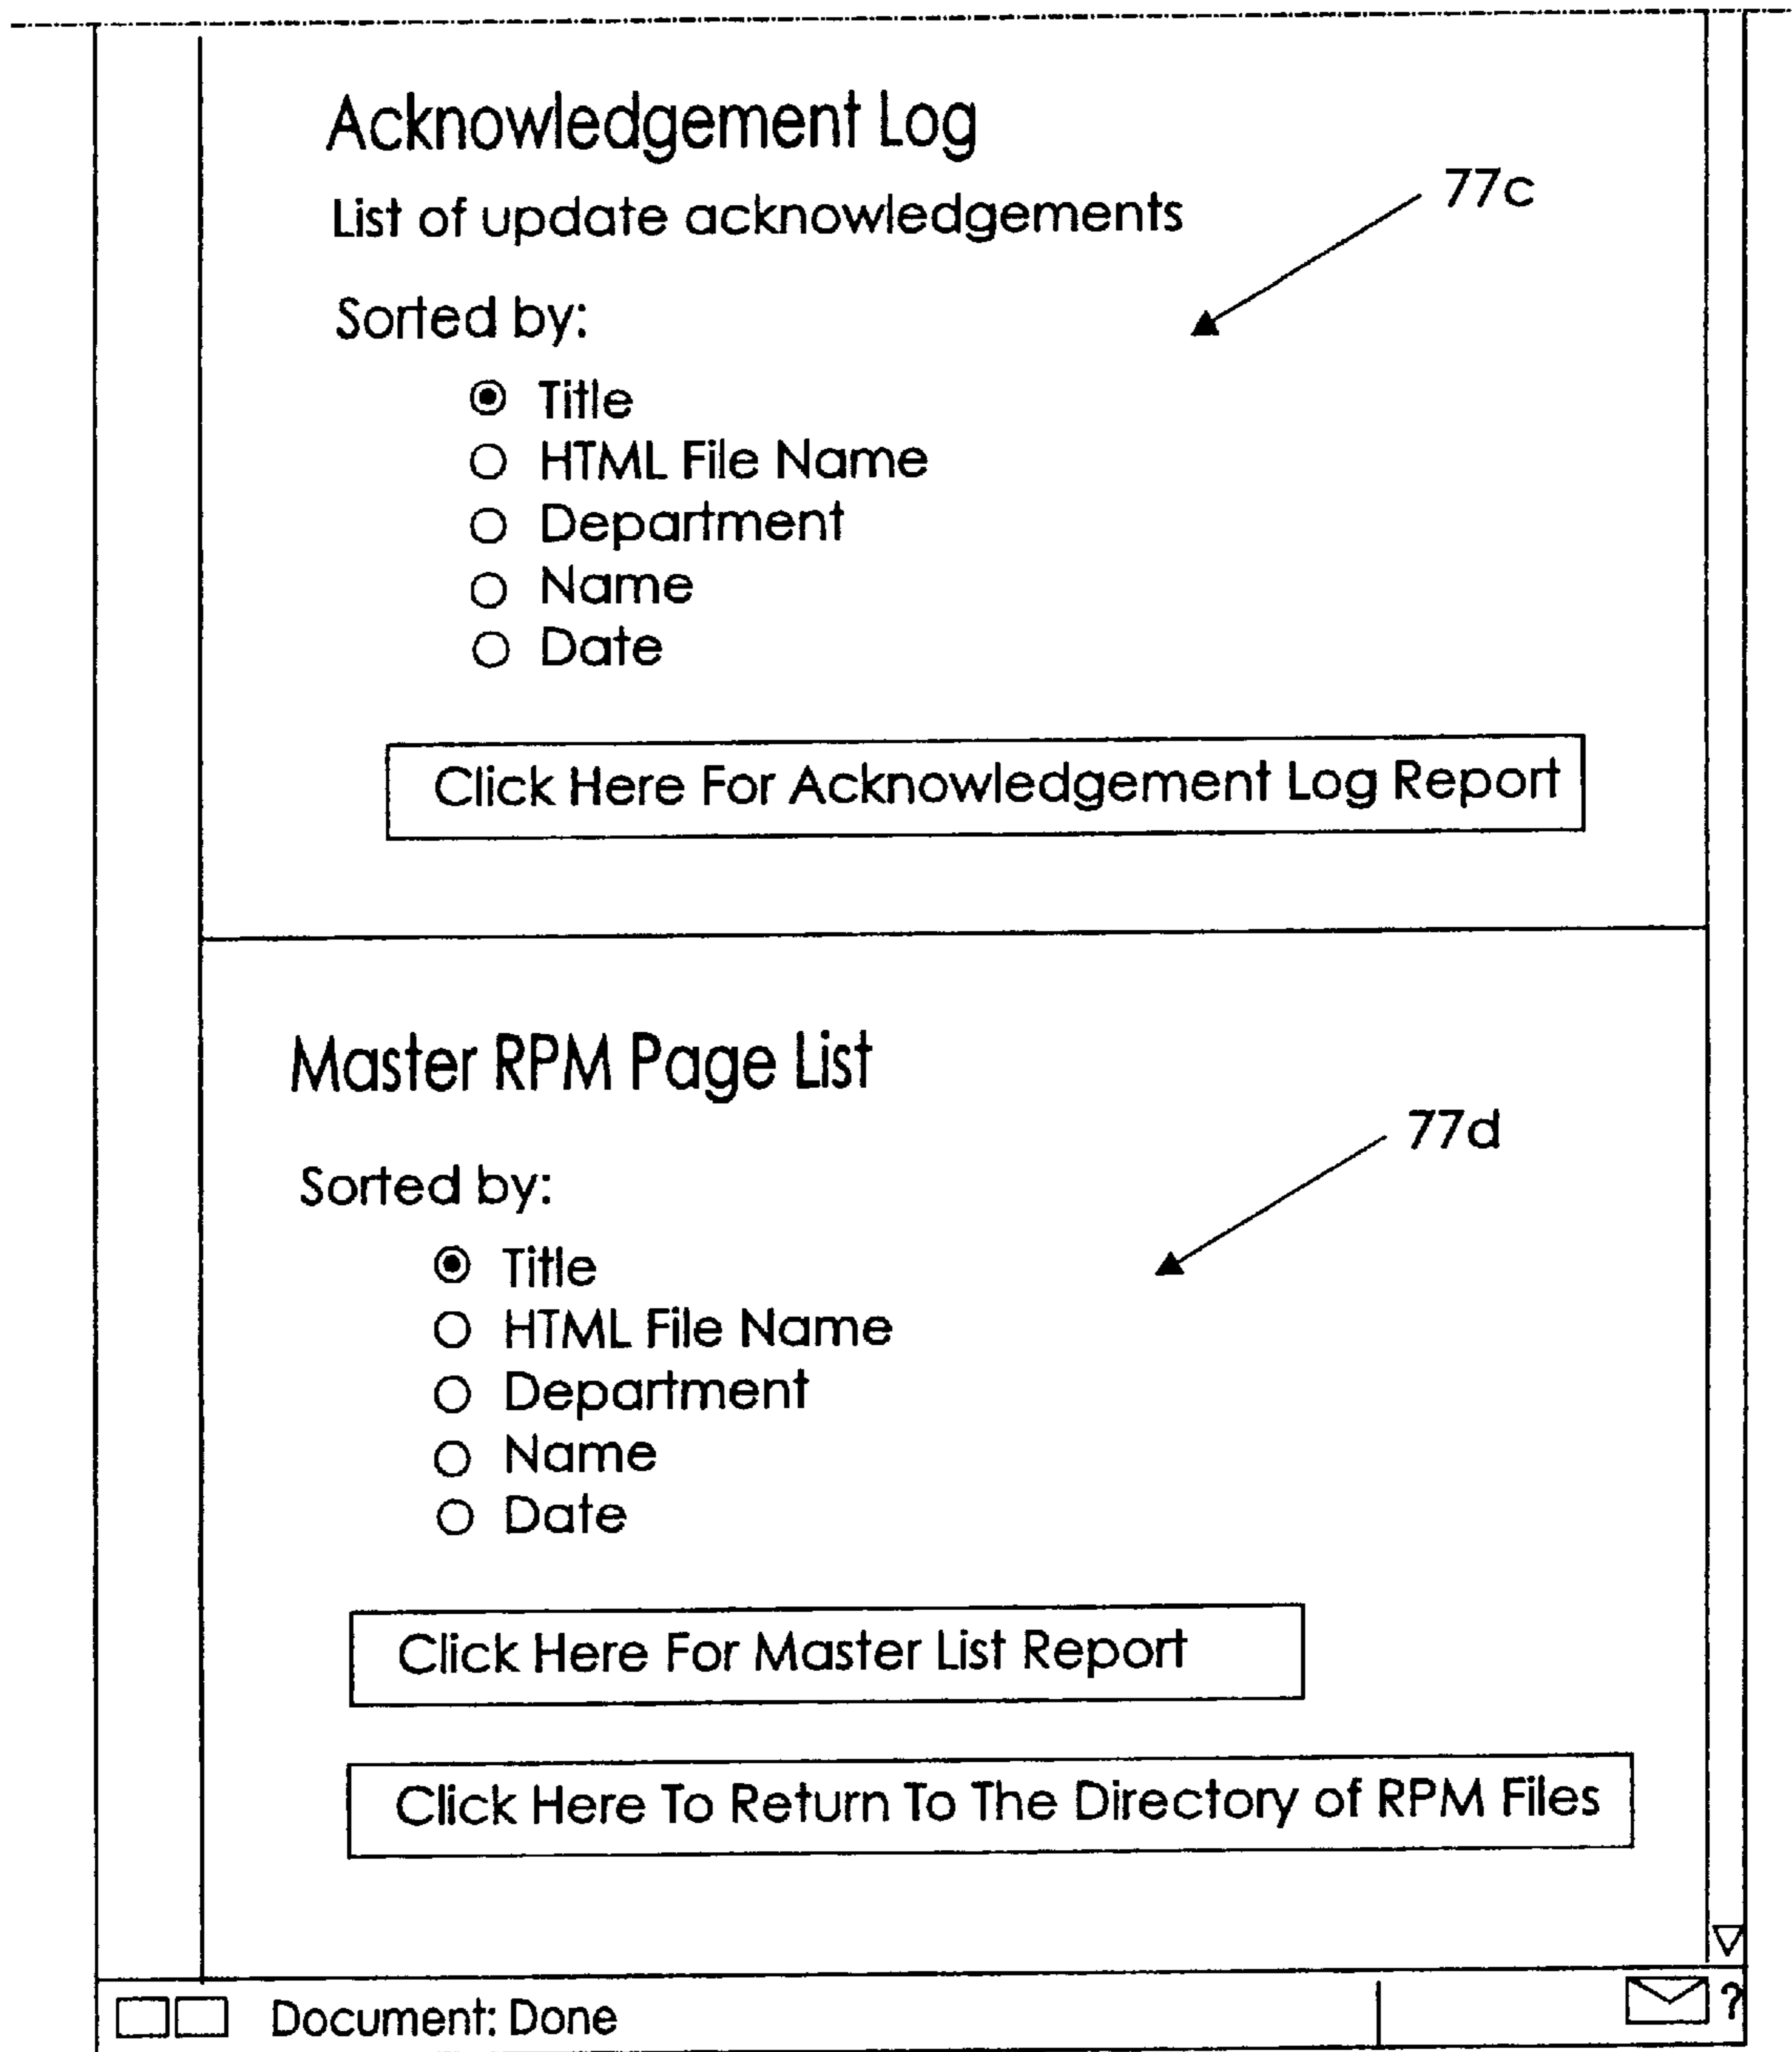 Acknowledgement Log
List of update acknowledgements
77c
Sorted by:
Title
HTML File Name
Department
Name
Date
Click Here For Acknowledgement Log Report
Master RPM Page List
77d
Sorted by:
Title
HTML File Name
Department
Name
Date
Click Here For Master List Report
Click Here To Return To The Directory of RPM Files
Document: Done
?